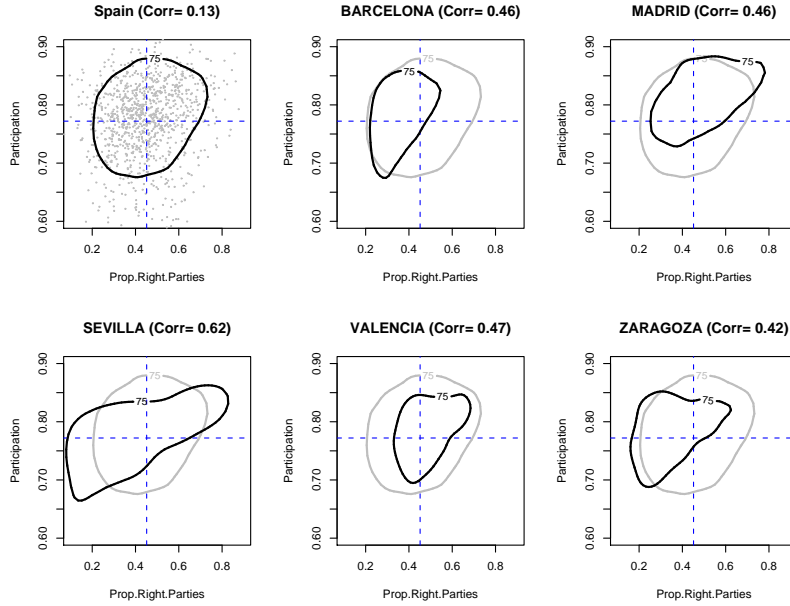 Spain (Corr= 0.13)
75
0.60 0.70 0.80 0.90
Participation
0.2 0.4 0.6 0.8
Prop.Right.Parties
BARCELONA (Corr= 0.46)
75 75
0.60 0.70 0.80 0.90
Participation
0.2 0.4 0.6 0.8
Prop.Right.Parties
MADRID (Corr= 0.46)
75 75
0.60 0.70 0.80 0.90
Participation
0.2 0.4 0.6 0.8
Prop.Right.Parties
SEVILLA (Corr= 0.62)
75
75
0.60 0.70 0.80 0.90
Participation
0.2 0.4 0.6 0.8
Prop.Right.Parties
VALENCIA (Corr= 0.47)
75
75
0.60 0.70 0.80 0.90
Participation
0.2 0.4 0.6 0.8
Prop.Right.Parties
ZARAGOZA (Corr= 0.42)
75
75
0.60 0.70 0.80 0.90
Participation
0.2 0.4 0.6 0.8
Prop.Right.Parties